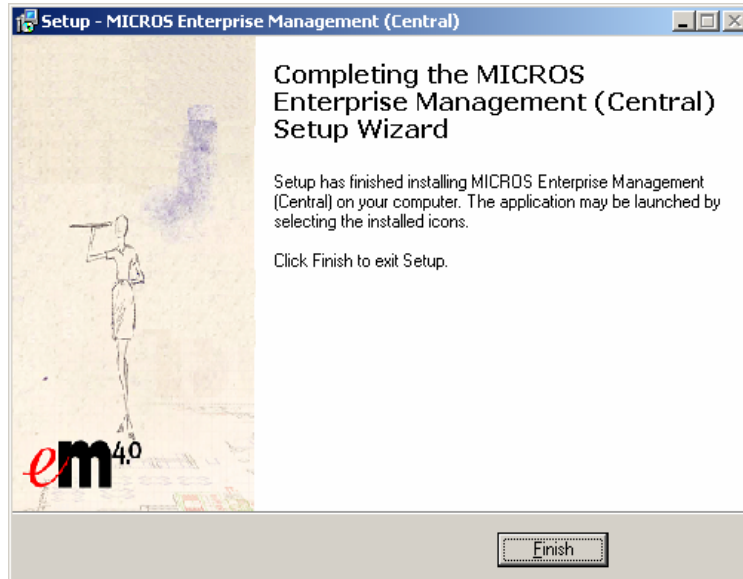 Setup - MICROS Enterprise Management (Central)
Completing the MICROS
Enterprise Management (Central)
Setup Wizard
Setup has finished installing MICROS Enterprise Management
(Central) on your computer. The application may be launched by
selecting the installed icons.
Click Finish to exit Setup.
em 4.0
Finish